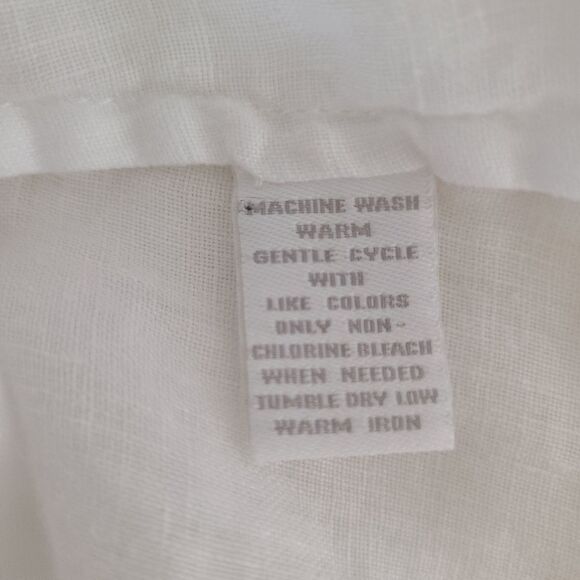 MACHINE WASH
WARM
GENTLE CYCLE
WITH
LIKE COLORS
ONLY NON-
CHLORINE BLEACH
WHEN NEEDED
TUMBLE DRY LOW
WARM IRON